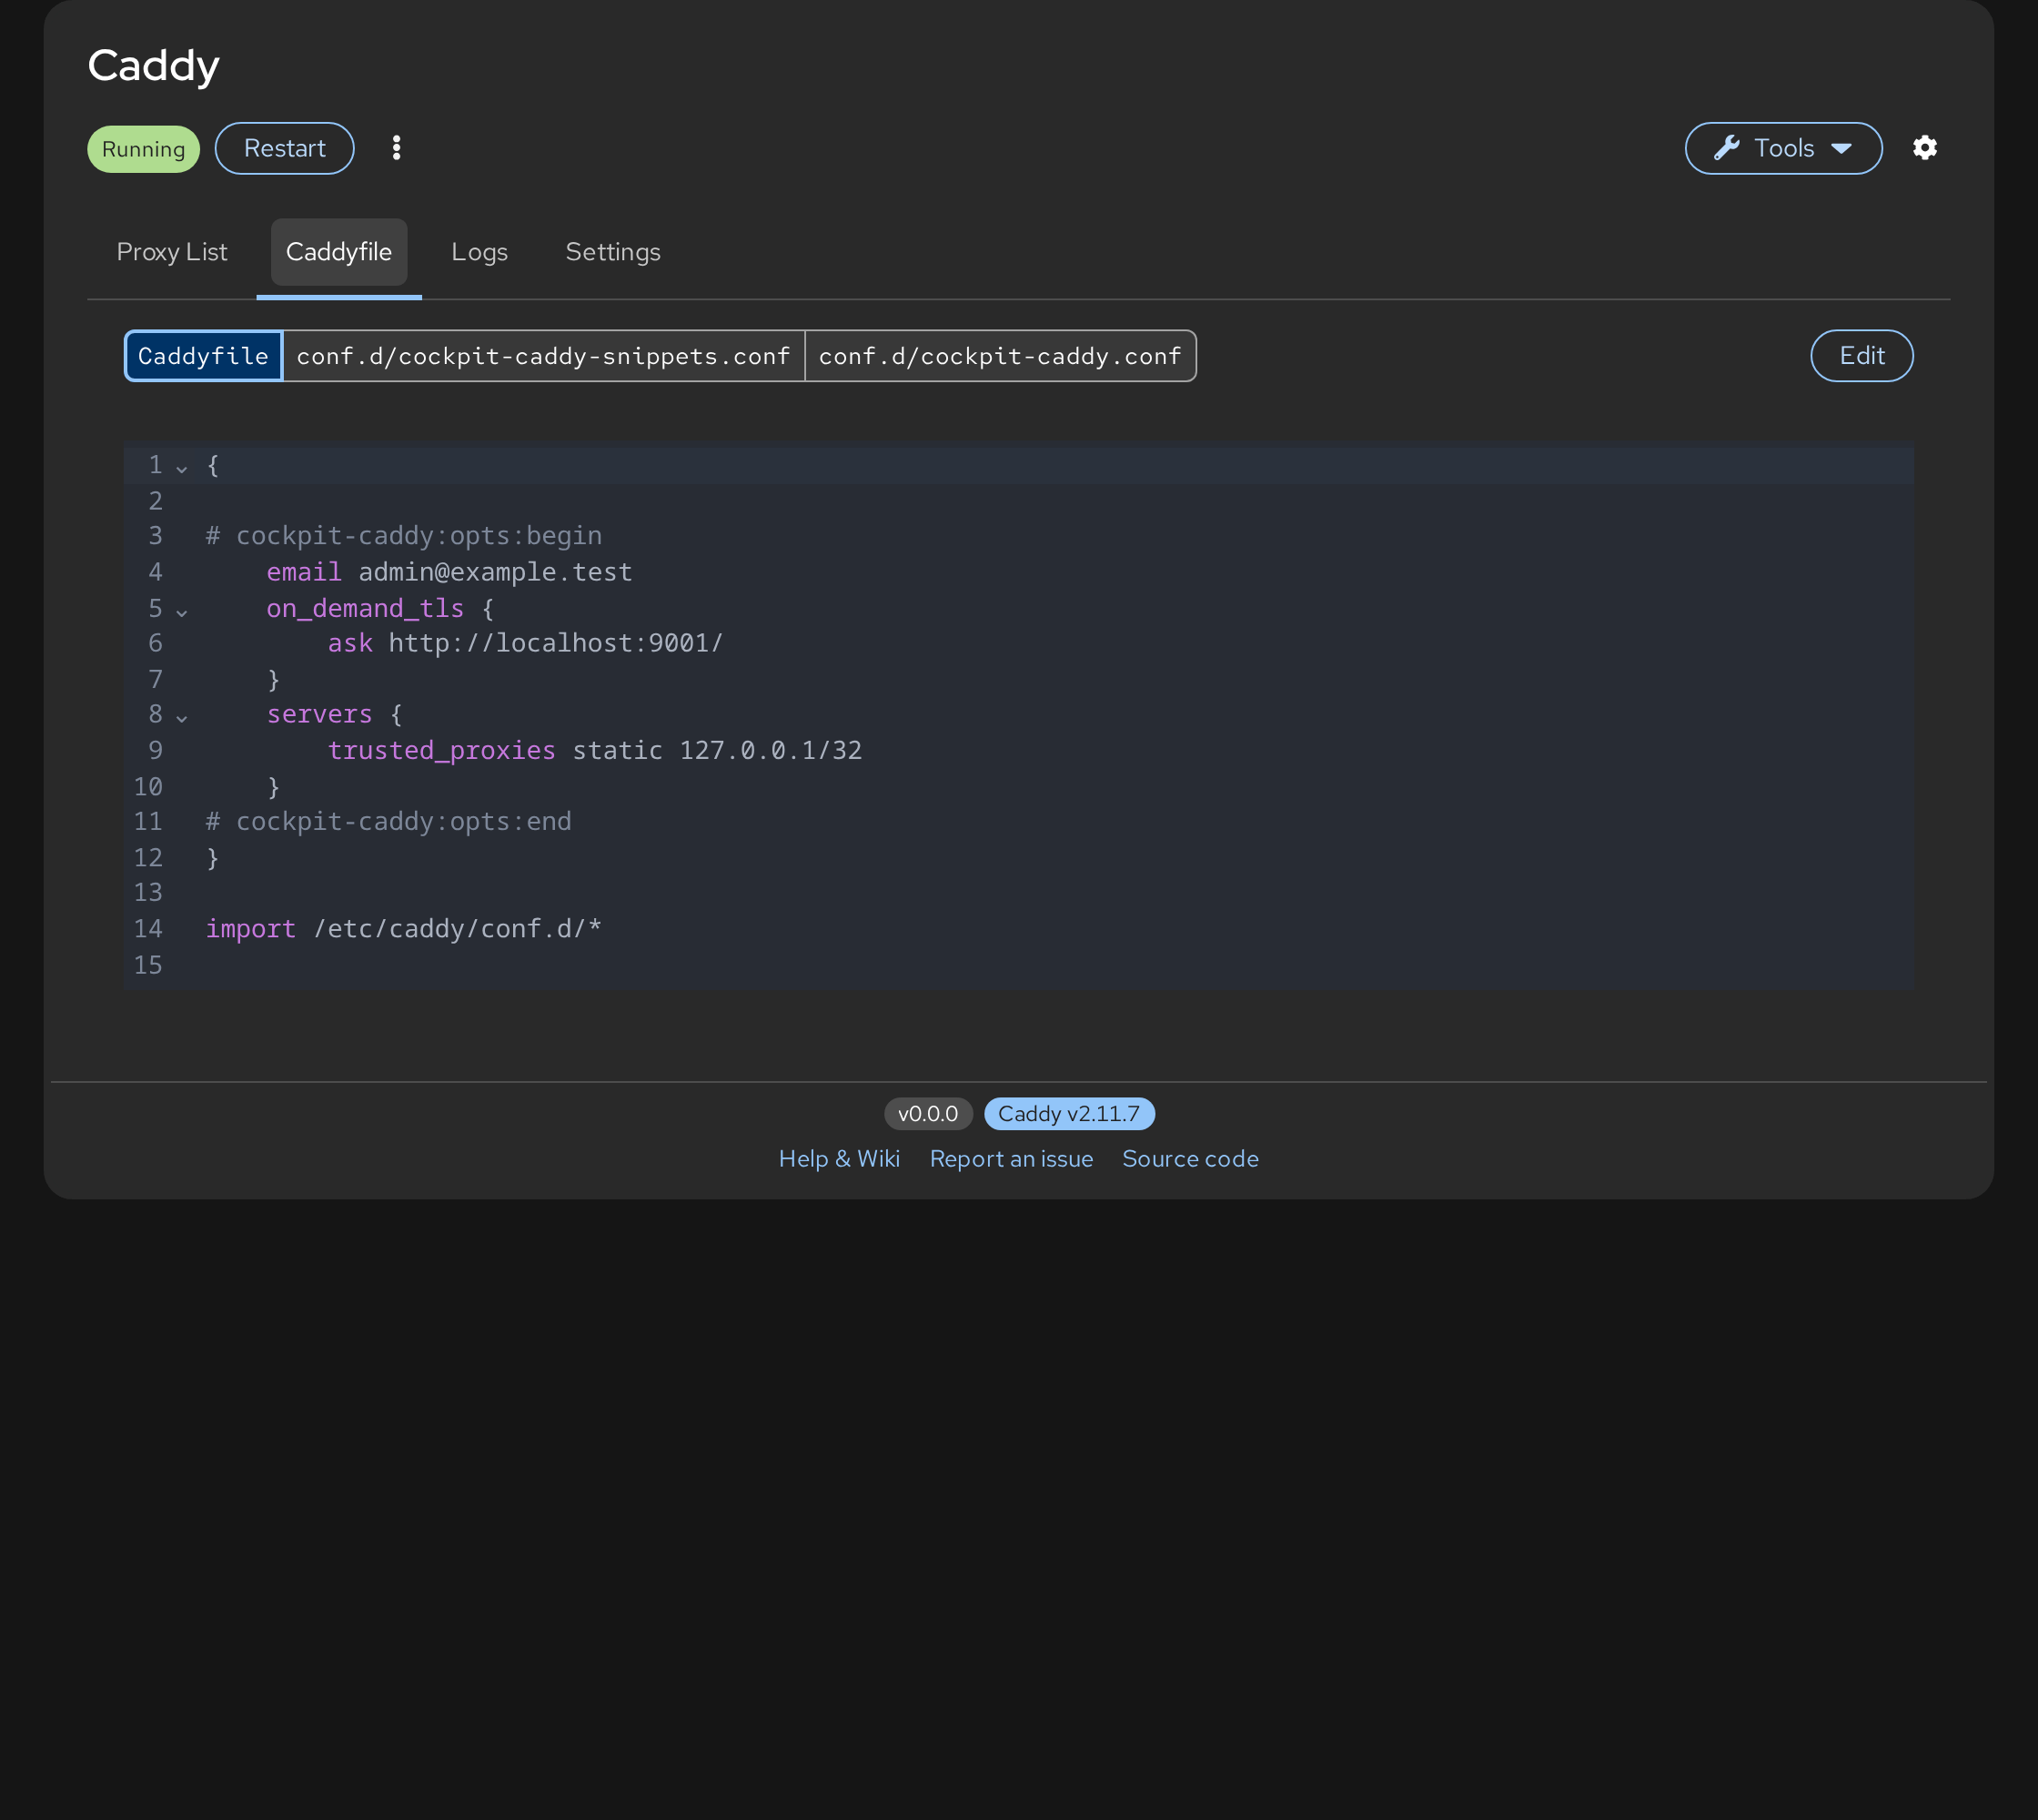 Caddy
Running Restart Tools
Proxy List Caddyfile Logs Settings
Caddyfile conf.d/cockpit-caddy-snippets.conf conf.d/cockpit-caddy.conf Edit
1 {
2
3 # cockpit-caddy:opts:begin
4     email admin@example.test
5     on_demand_tls {
6         ask http://localhost:9001/
7     }
8     servers {
9         trusted_proxies static 127.0.0.1/32
10     }
11 # cockpit-caddy:opts:end
12 }
13
14 import /etc/caddy/conf.d/*
15
v0.0.0 Caddy v2.11.7
Help & Wiki Report an issue Source code